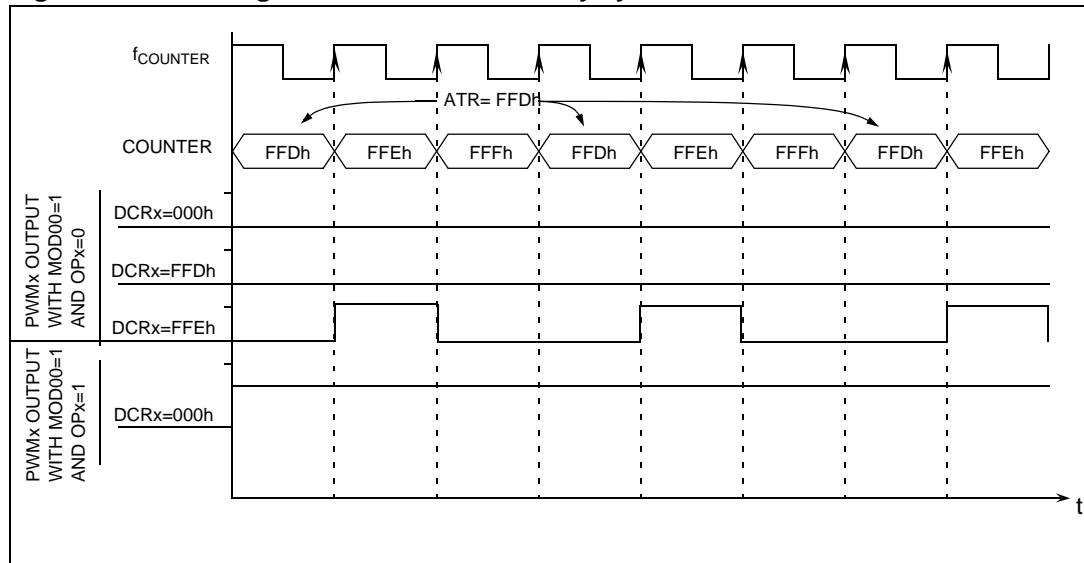 fCOUNTER
ATR= FFDh
COUNTER
FFDh FFEh FFFh FFDh FFEh FFFh FFDh FFEh
PWMx OUTPUT
WITH MOD00=1
AND OPx=0
DCRx=000h
DCRx=FFDh
DCRx=FFEh
PWMx OUTPUT
WITH MOD00=1
AND OPx=1
DCRx=000h
t